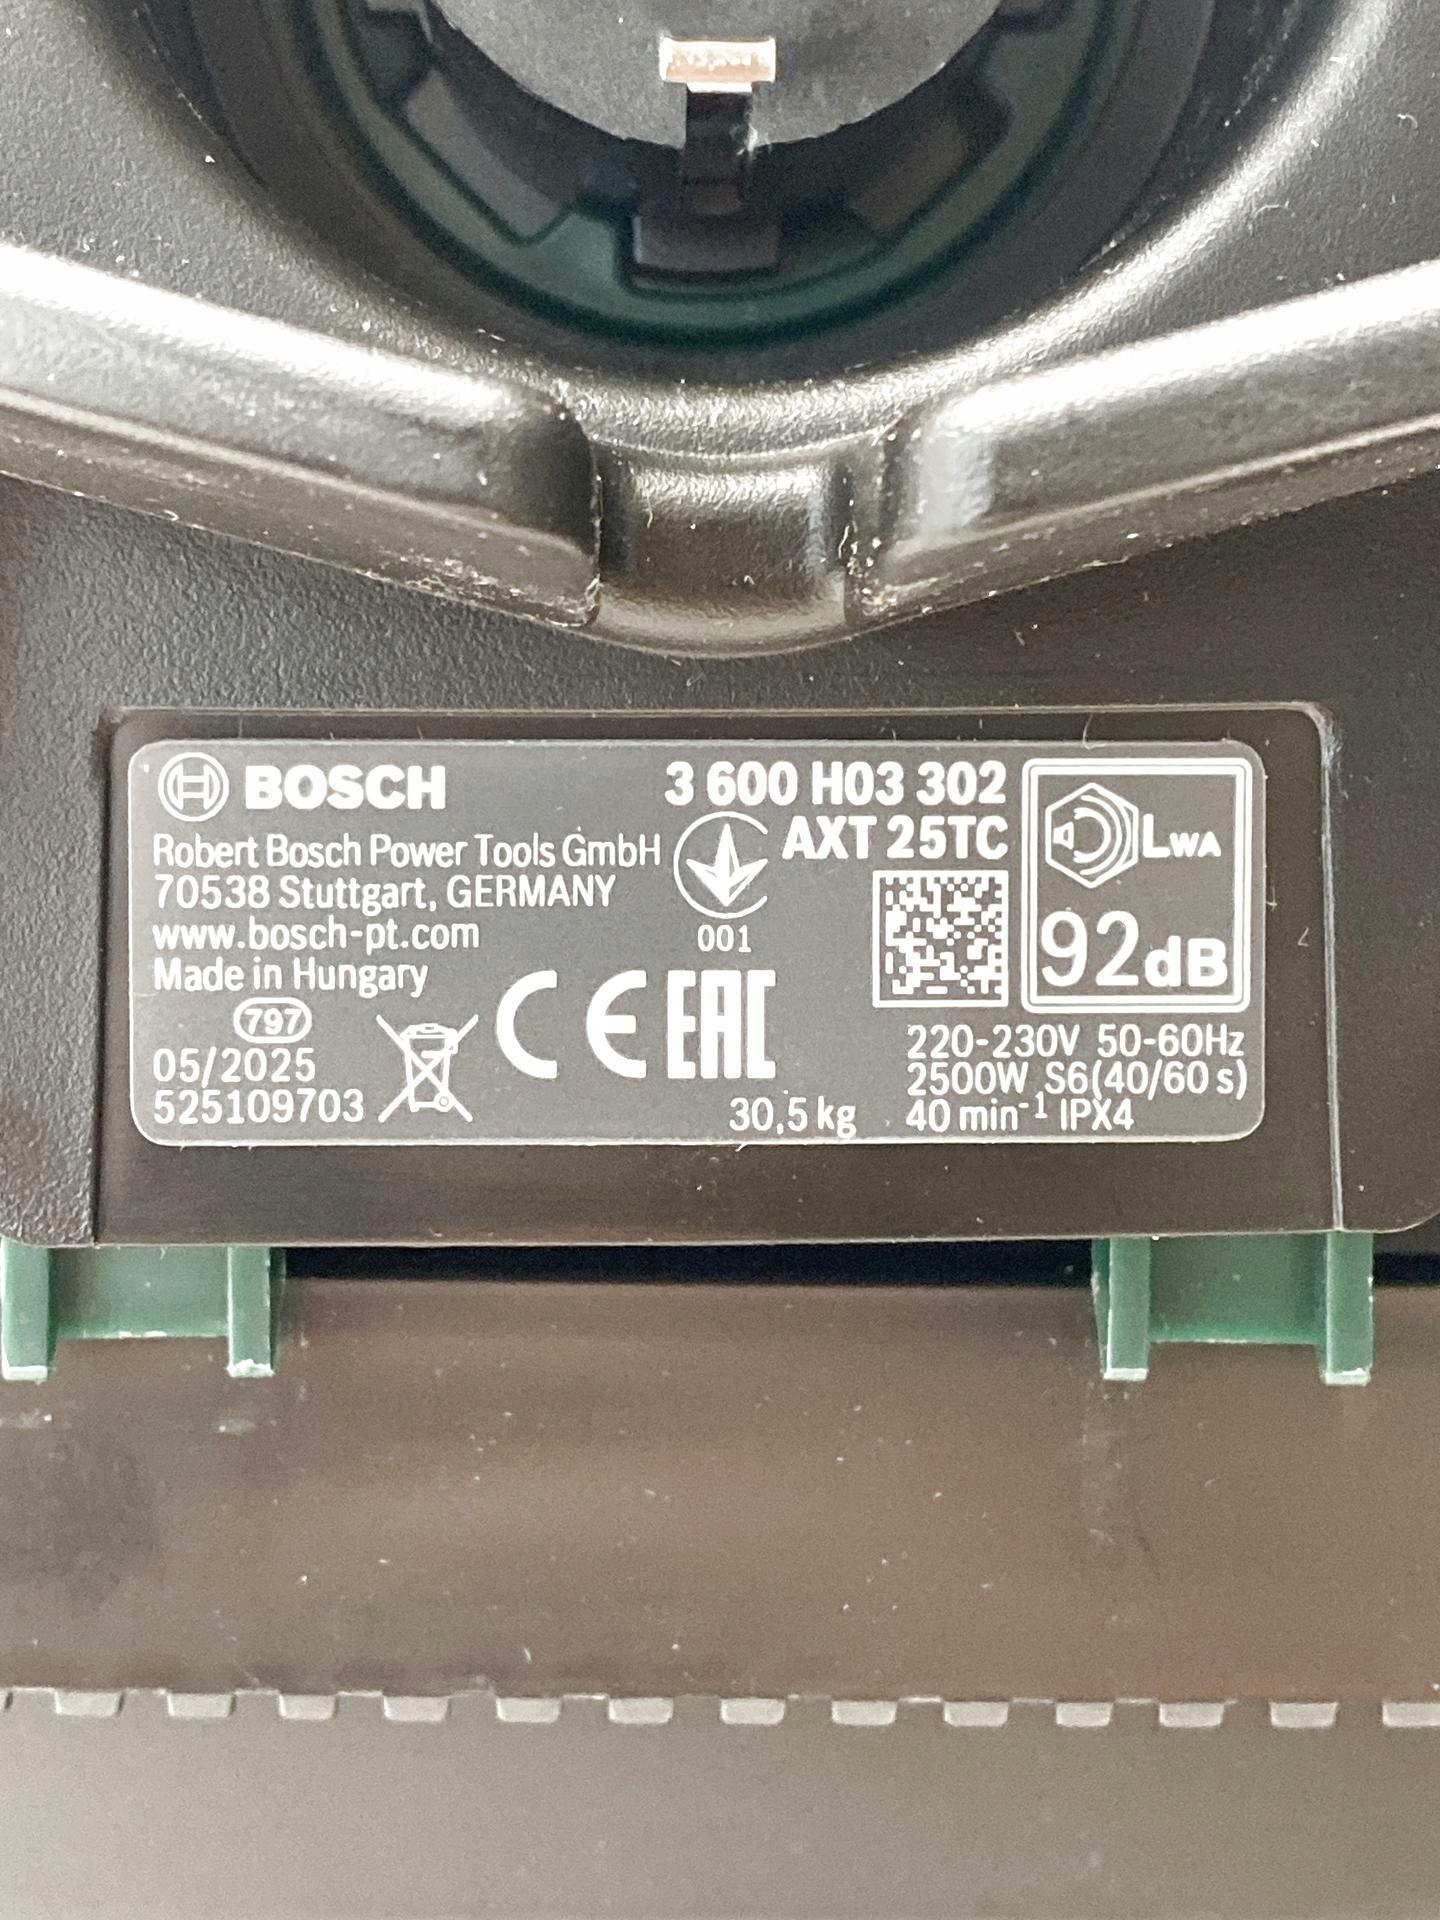 BOSCH
Robert Bosch Power Tools GmbH
70538 Stuttgart, GERMANY
www.bosch-pt.com
Made in Hungary
797
05/2025
525109703
3 600 H03 302
AXT 25TC
001
CE
EAC
30,5 kg
LWA
92dB
220-230V 50-60Hz
2500W S6(40/60 s)
40 min⁻¹ IPX4